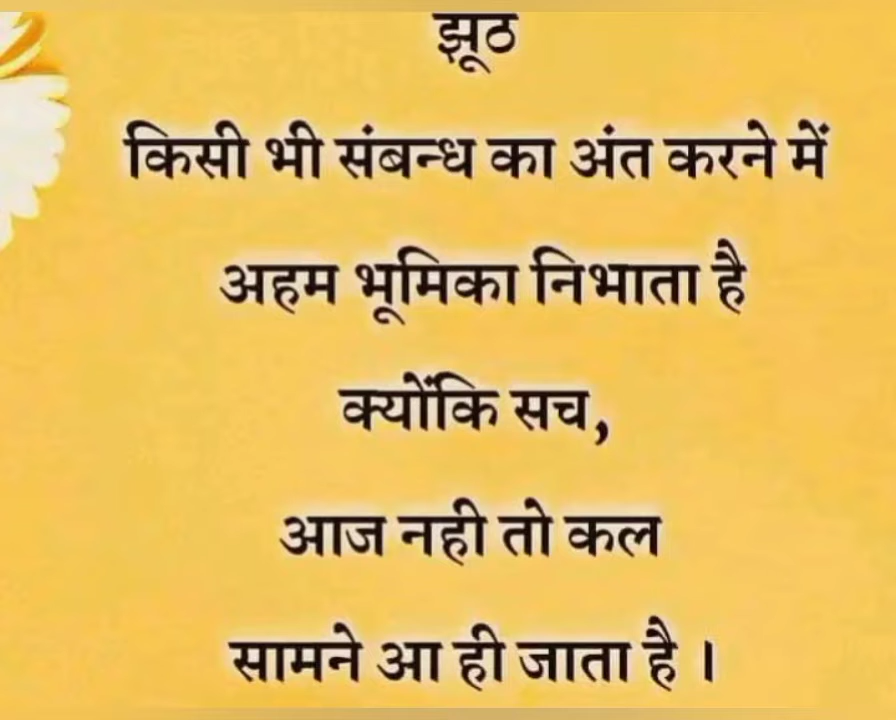 झूठ
किसी भी संबन्ध का अंत करने में
अहम भूमिका निभाता है
क्योंकि सच,
आज नही तो कल
सामने आ ही जाता है ।